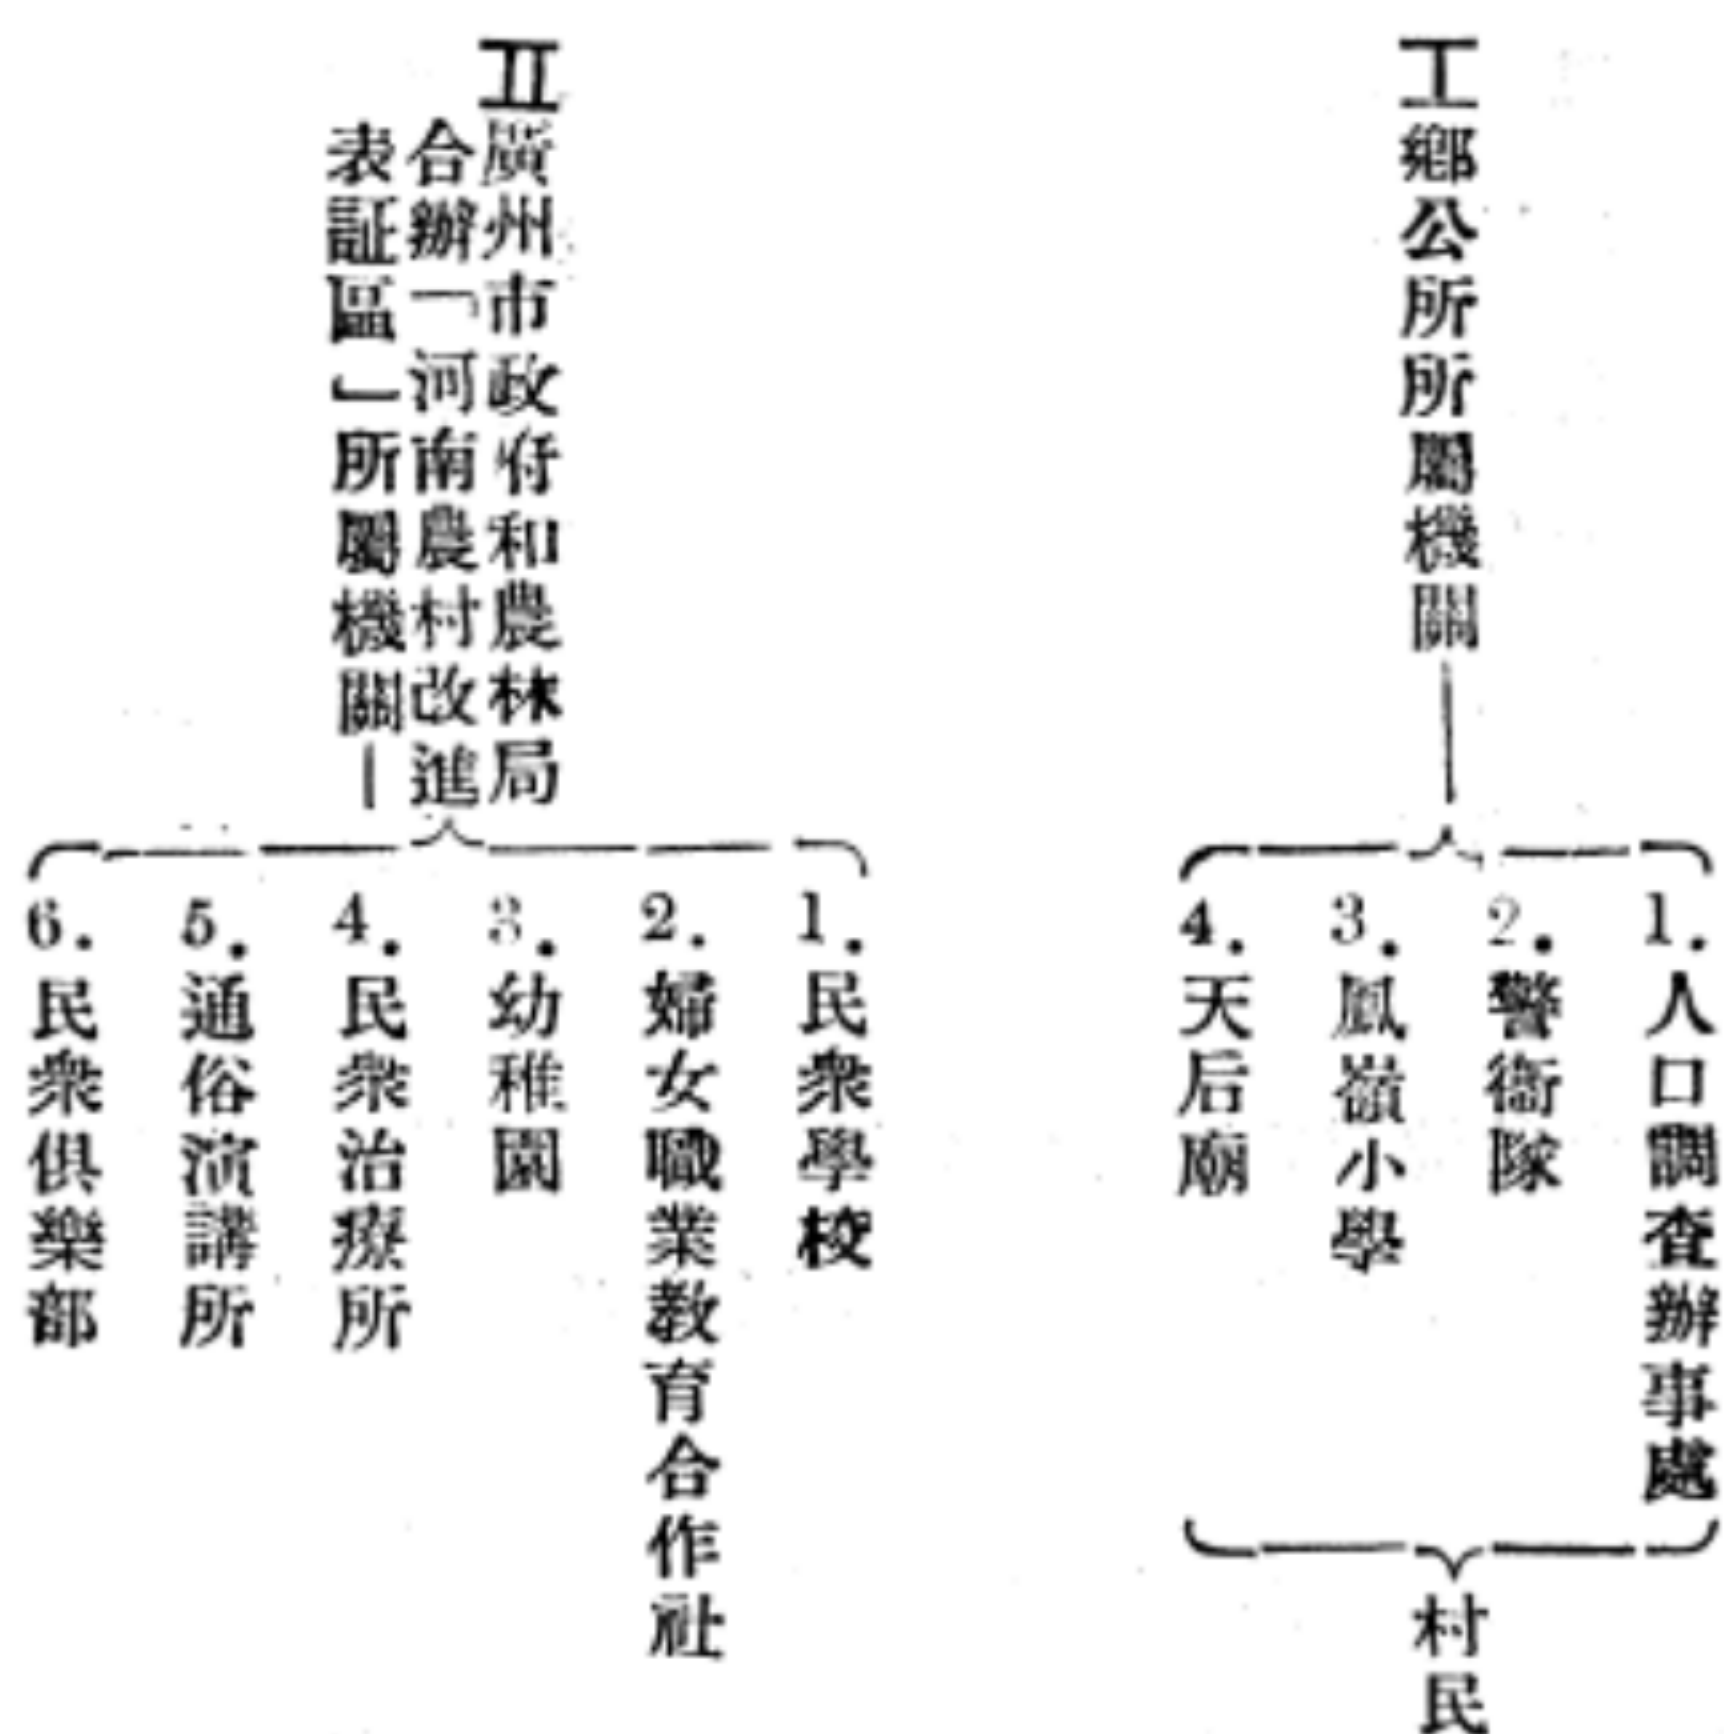 I鄉公所所屬機關——
1.人口調查辦事處
2.警衞隊
3.鳳嶺小學
4.天后廟
村民
II廣州市政府和農林局
合辦「河南農村改進
表証區」所屬機關—
1.民衆學校
2.婦女職業教育合作社
3.幼稚園
4.民衆治療所
5.通俗演講所
6.民衆俱樂部